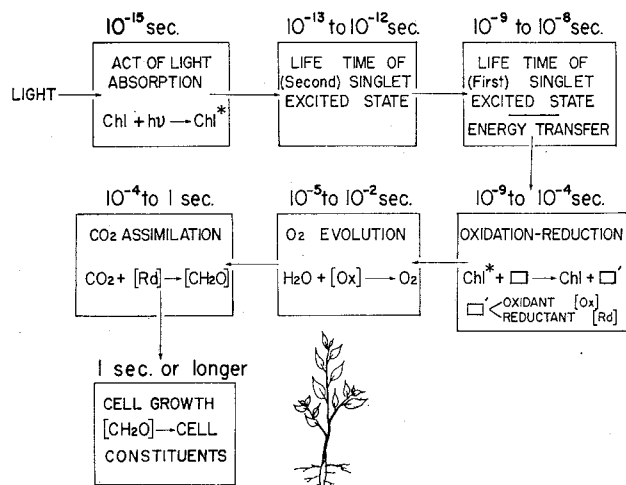 10⁻¹⁵ sec.
ACT OF LIGHT
ABSORPTION
Chl + hν → Chl*
LIGHT
10⁻¹³ to 10⁻¹² sec.
LIFE TIME OF
(Second) SINGLET
EXCITED STATE
10⁻⁹ to 10⁻⁸ sec.
LIFE TIME OF
(First) SINGLET
EXCITED STATE
ENERGY TRANSFER
10⁻⁹ to 10⁻⁴ sec.
OXIDATION-REDUCTION
Chl* + □ → Chl + □′
□′ < OXIDANT [Ox]
REDUCTANT [Rd]
10⁻⁵ to 10⁻² sec.
O₂ EVOLUTION
H₂O + [Ox] → O₂
10⁻⁴ to 1 sec.
CO₂ ASSIMILATION
CO₂ + [Rd] → [CH₂O]
1 sec. or longer
CELL GROWTH
[CH₂O] → CELL
CONSTITUENTS